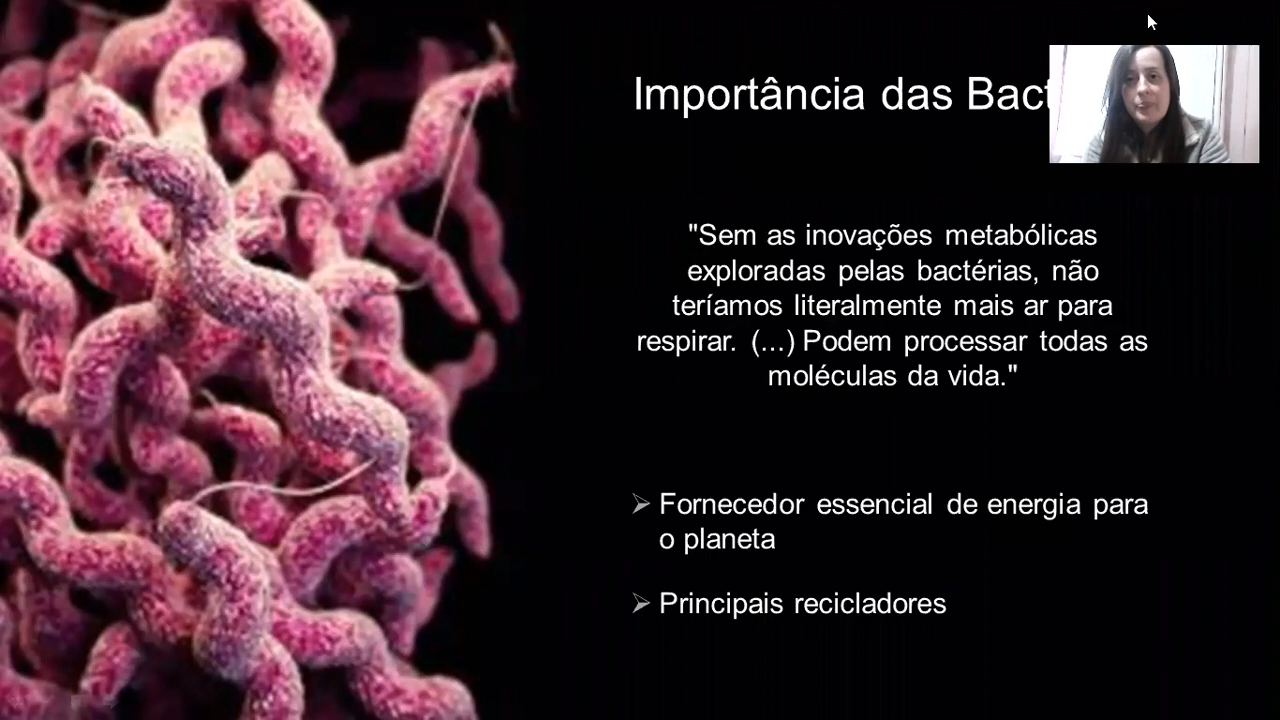 Importância das Bact
"Sem as inovações metabólicas
exploradas pelas bactérias, não
teríamos literalmente mais ar para
respirar. (...) Podem processar todas as
moléculas da vida."
Fornecedor essencial de energia para
o planeta
Principais recicladores